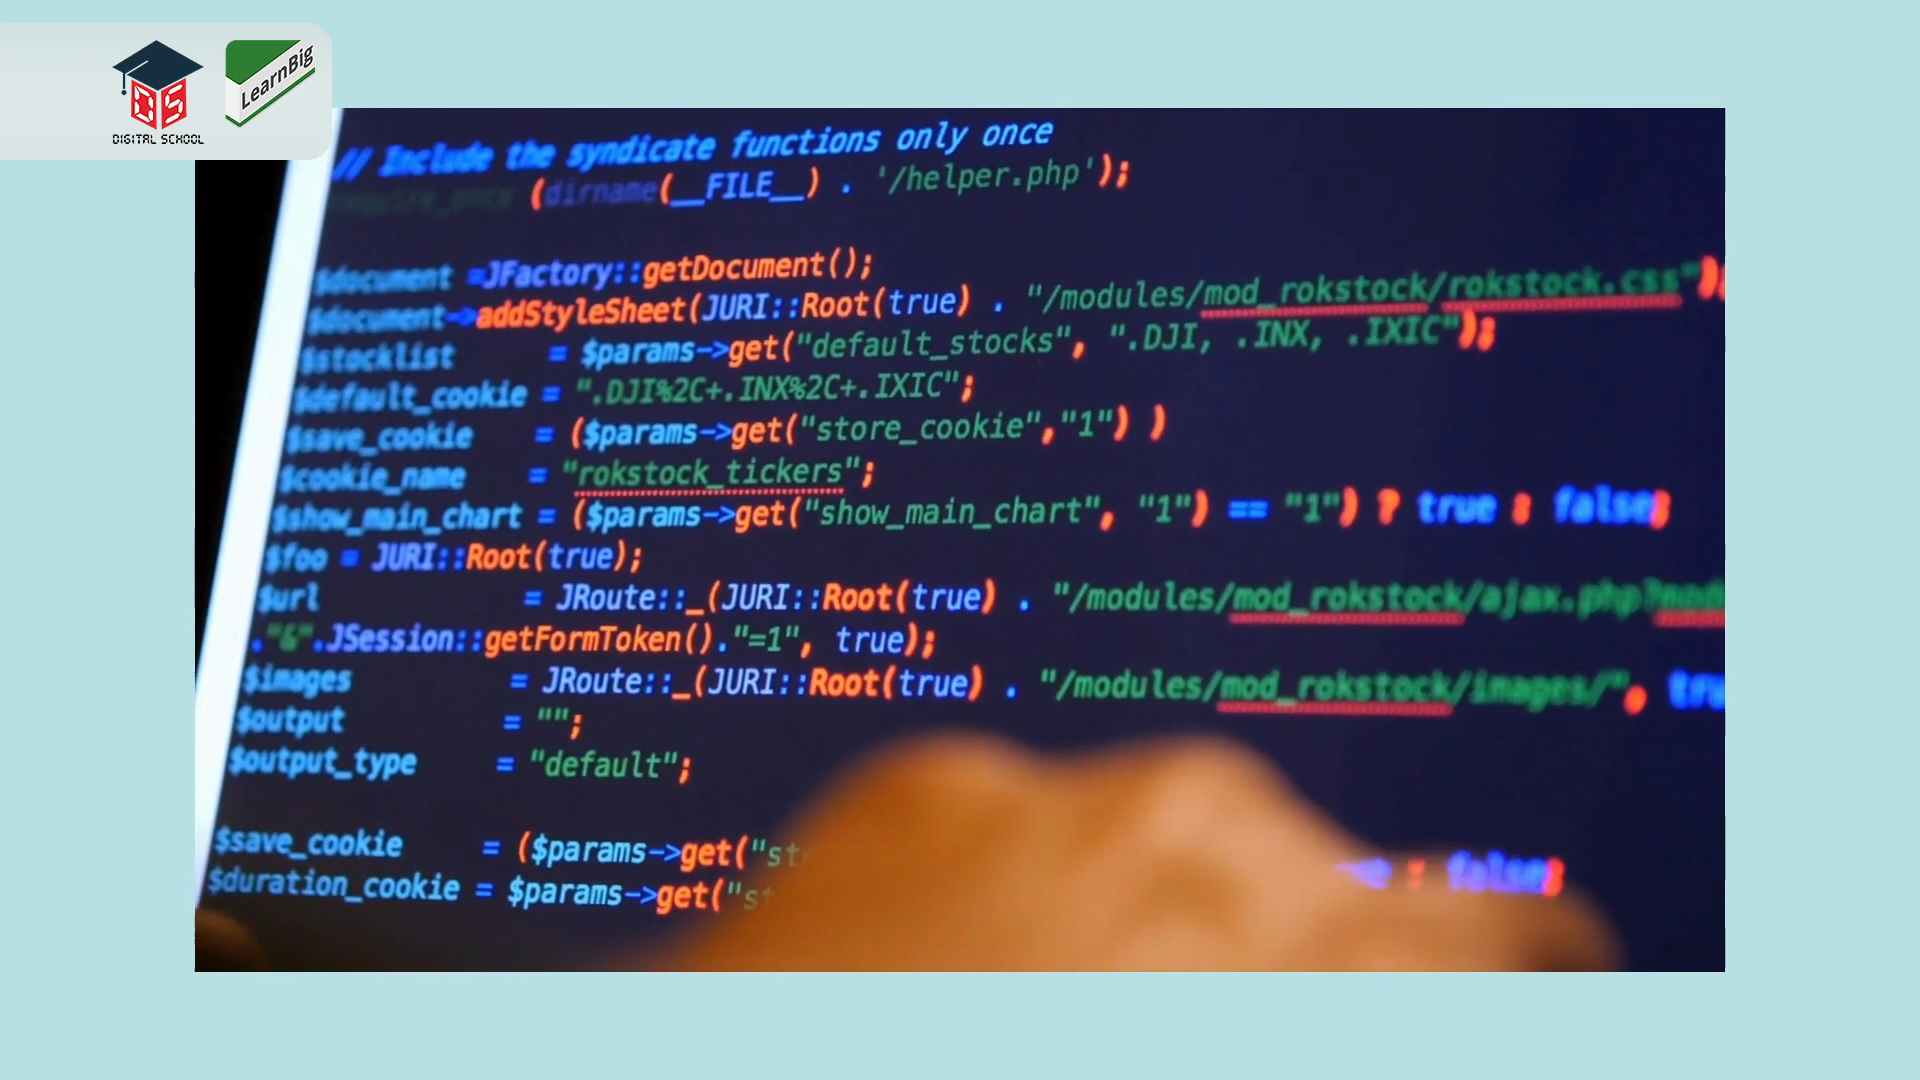 DIGITAL SCHOOL
LearnBig
// Include the syndicate functions only once
require_once (dirname(__FILE__) . '/helper.php');
$document =JFactory::getDocument();
$document->addStyleSheet(JURI::Root(true) . "/modules/mod_rokstock/rokstock.css");
$stocklist = $params->get("default_stocks", ".DJI, .INX, .IXIC");
$default_cookie = ".DJI%2C+.INX%2C+.IXIC";
$save_cookie = ($params->get("store_cookie","1") )
$cookie_name = "rokstock_tickers";
$show_main_chart = ($params->get("show_main_chart", "1") == "1") ? true : false;
$foo = JURI::Root(true);
$url = JRoute::_(JURI::Root(true) . "/modules/mod_rokstock/ajax.php?
."&".JSession::getFormToken()."=1", true);
$images = JRoute::_(JURI::Root(true) . "/modules/mod_rokstock/images/", tru
$output = "";
$output_type = "default";
$save_cookie = ($params->get("st : false;
$duration_cookie = $params->get("s